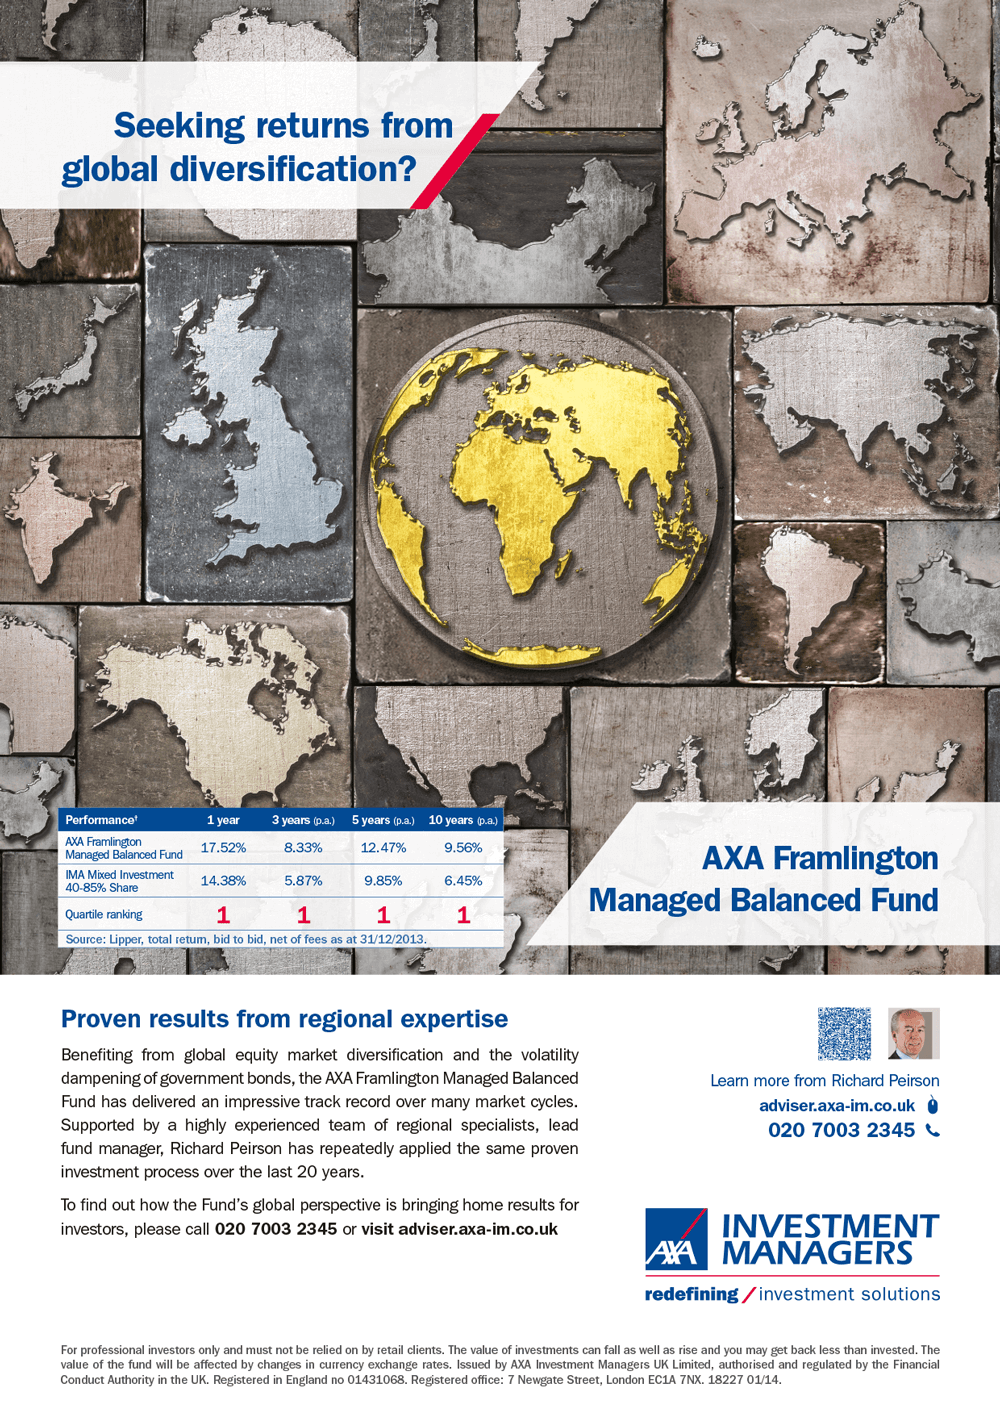 Seeking returns from
global diversification?
Performance† 1 year 3 years (p.a.) 5 years (p.a.) 10 years (p.a.)
AXA Framlington
Managed Balanced Fund 17.52% 8.33% 12.47% 9.56%
IMA Mixed Investment
40-85% Share 14.38% 5.87% 9.85% 6.45%
Quartile ranking 1 1 1 1
Source: Lipper, total return, bid to bid, net of fees as at 31/12/2013.
AXA Framlington
Managed Balanced Fund
Proven results from regional expertise
Benefiting from global equity market diversification and the volatility
dampening of government bonds, the AXA Framlington Managed Balanced
Fund has delivered an impressive track record over many market cycles.
Supported by a highly experienced team of regional specialists, lead
fund manager, Richard Peirson has repeatedly applied the same proven
investment process over the last 20 years.
To find out how the Fund's global perspective is bringing home results for
investors, please call 020 7003 2345 or visit adviser.axa-im.co.uk
Learn more from Richard Peirson
adviser.axa-im.co.uk
020 7003 2345
AXA INVESTMENT
MANAGERS
redefining / investment solutions
For professional investors only and must not be relied on by retail clients. The value of investments can fall as well as rise and you may get back less than invested. The
value of the fund will be affected by changes in currency exchange rates. Issued by AXA Investment Managers UK Limited, authorised and regulated by the Financial
Conduct Authority in the UK. Registered in England no 01431068. Registered office: 7 Newgate Street, London EC1A 7NX. 18227 01/14.